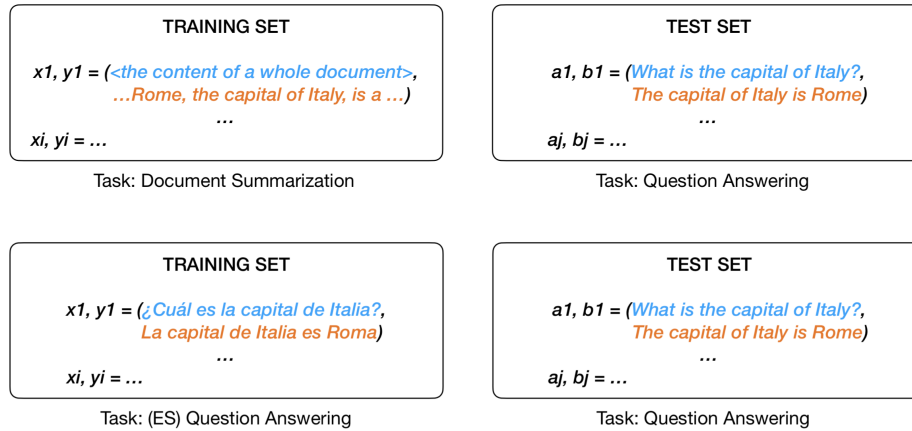 TRAINING SET
x1, y1 = (<the content of a whole document>,
...Rome, the capital of Italy, is a ...)
...
xi, yi = ...
Task: Document Summarization
TEST SET
a1, b1 = (What is the capital of Italy?,
The capital of Italy is Rome)
...
aj, bj = ...
Task: Question Answering
TRAINING SET
x1, y1 = (¿Cuál es la capital de Italia?,
La capital de Italia es Roma)
...
xi, yi = ...
Task: (ES) Question Answering
TEST SET
a1, b1 = (What is the capital of Italy?,
The capital of Italy is Rome)
...
aj, bj = ...
Task: Question Answering